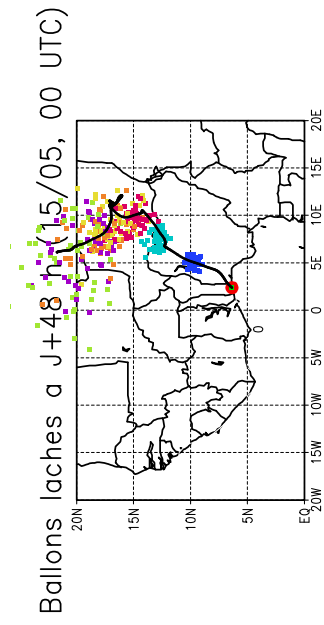 Ballons laches a J+48 h (15/05, 00 UTC)
20N
15N
10N
5N
EQ
20W
15W
10W
5W
0
5E
10E
15E
20E
0